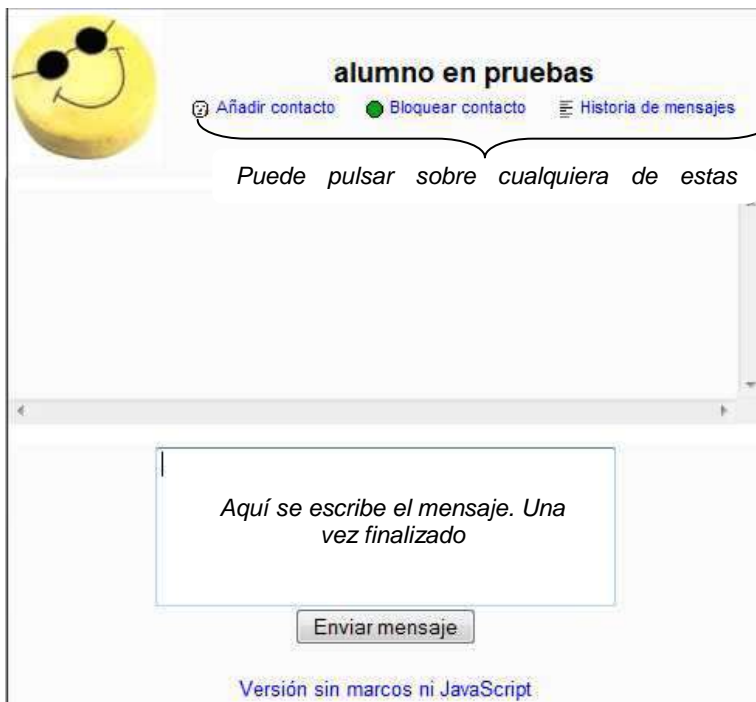 alumno en pruebas
Añadir contacto Bloquear contacto Historia de mensajes
Puede pulsar sobre cualquiera de estas
Aquí se escribe el mensaje. Una
vez finalizado
Enviar mensaje
Versión sin marcos ni JavaScript